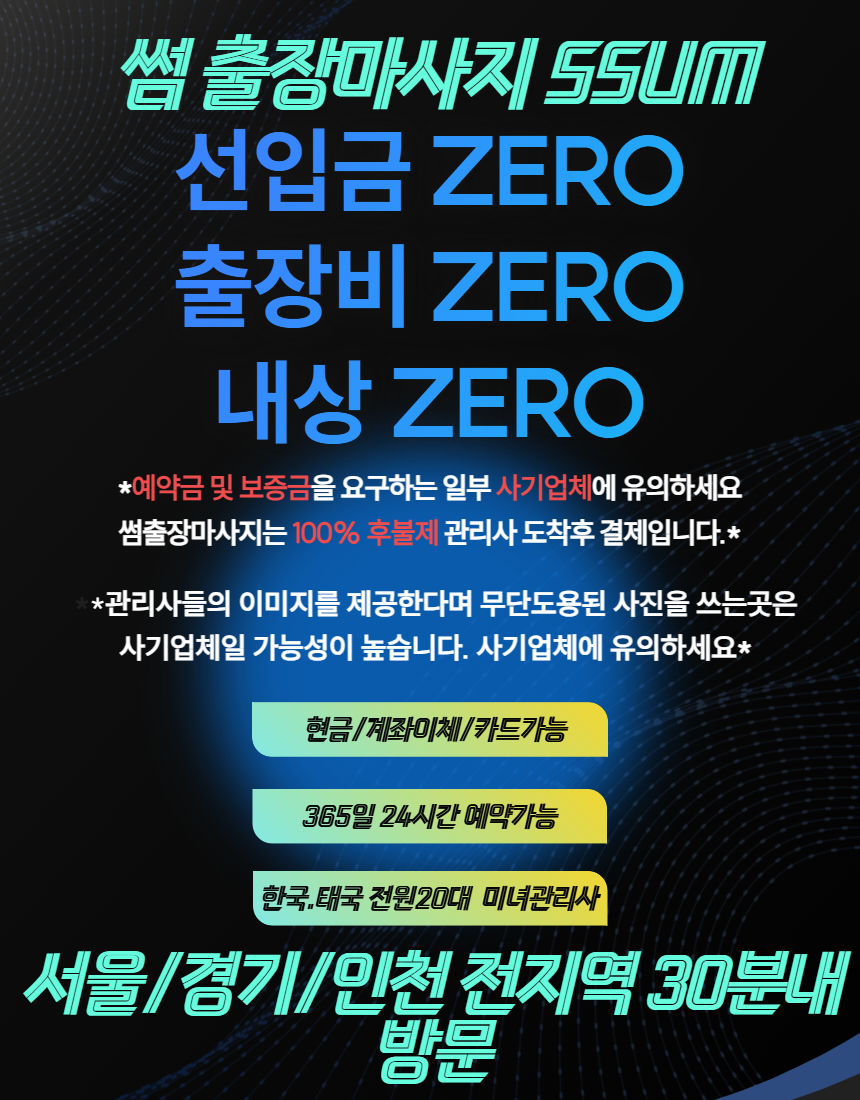 썸 출장마사지 SSUM
선입금 ZERO
출장비 ZERO
내상 ZERO
*예약금 및 보증금을 요구하는 일부 사기업체에 유의하세요
썸출장마사지는 100% 후불제 관리사 도착후 결제입니다.*
**관리사들의 이미지를 제공한다며 무단도용된 사진을 쓰는곳은
사기업체일 가능성이 높습니다. 사기업체에 유의하세요*
현금/계좌이체/카드가능
365일 24시간 예약가능
한국.태국 전원20대 미녀관리사
서울/경기/인천 전지역 30분내
방문